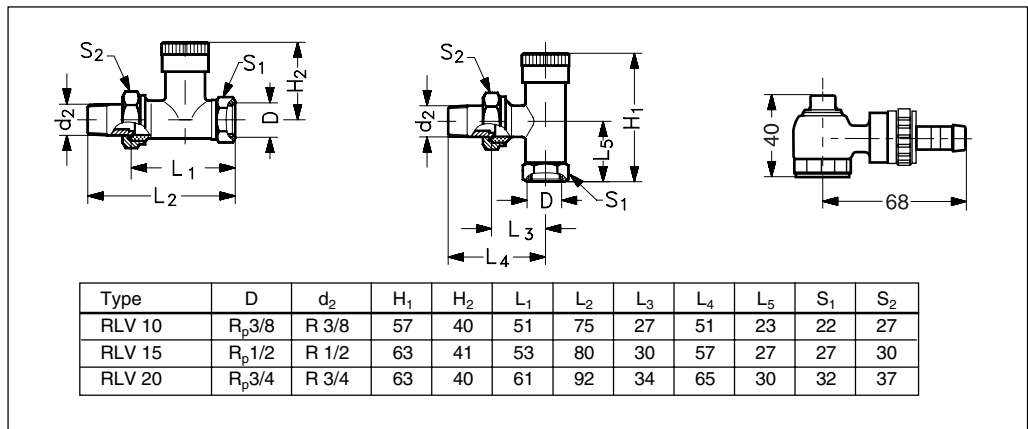 S₂
S₁
H₂
d₂
D
L₁
L₂
S₂
H₁
d₂
L₅
D
S₁
L₃
L₄
40
68
Type D d₂ H₁ H₂ L₁ L₂ L₃ L₄ L₅ S₁ S₂
RLV 10 Rₚ3/8 R 3/8 57 40 51 75 27 51 23 22 27
RLV 15 Rₚ1/2 R 1/2 63 41 53 80 30 57 27 27 30
RLV 20 Rₚ3/4 R 3/4 63 40 61 92 34 65 30 32 37